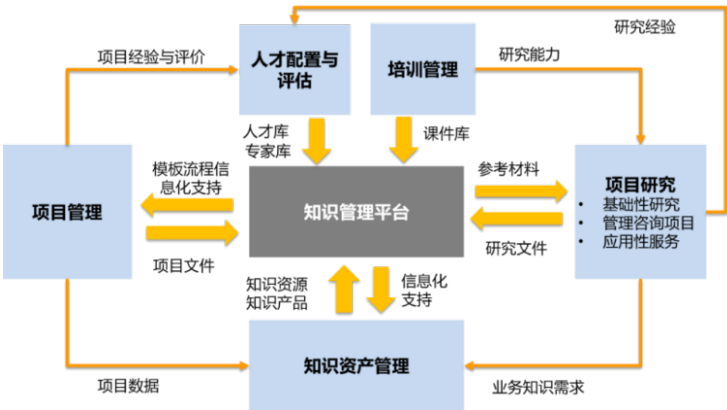 研究经验
项目经验与评价
人才配置与
评估
培训管理
研究能力
人才库
专家库
课件库
模板流程信
息化支持
参考材料
项目管理
知识管理平台
项目研究
• 基础性研究
• 管理咨询项目
• 应用性服务
项目文件
研究文件
知识资源
知识产品
信息化
支持
知识资产管理
项目数据
业务知识需求